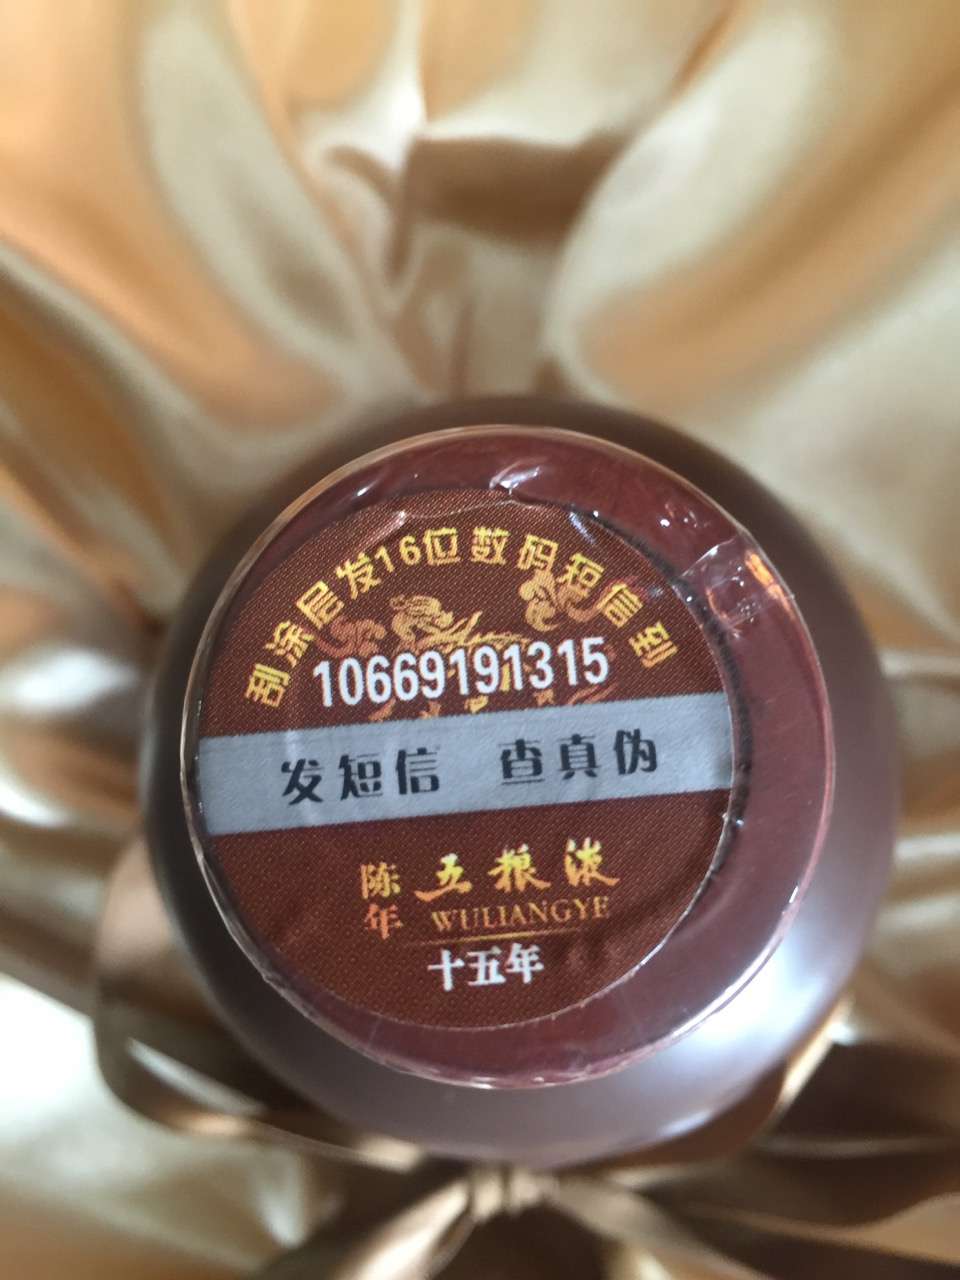 刮涂层发16位数码短信到
10669191315
发短信 查真伪
陈年 五粮液
WULIANGYE
十五年